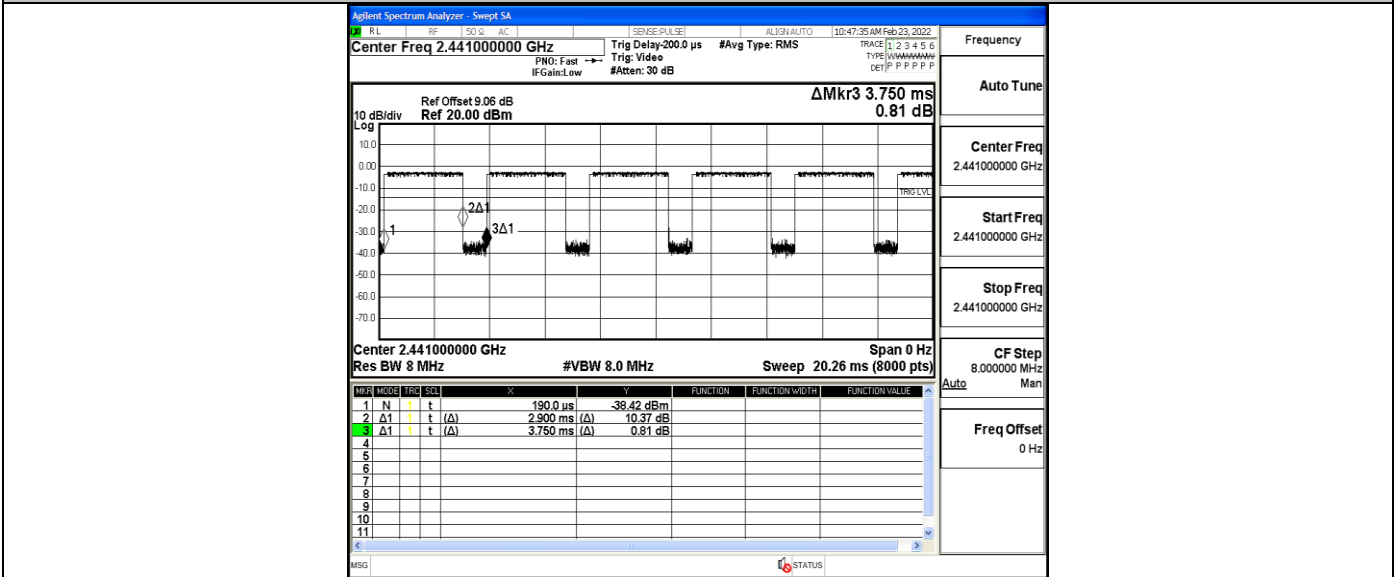 Agilent Spectrum Analyzer - Swept SA
LXI RL RF 50 Ω AC SENSE:PULSE ALIGNAUTO 10:47:35 AM Feb 23, 2022
Center Freq 2.441000000 GHz
PNO: Fast
IFGain:Low
Trig Delay-200.0 µs
Trig: Video
#Atten: 30 dB
#Avg Type: RMS
TRACE 1 2 3 4 5 6
TYPE WWWWWW
DET P P P P P P
Frequency
Auto Tune
Center Freq
2.441000000 GHz
Start Freq
2.441000000 GHz
Stop Freq
2.441000000 GHz
CF Step
8.000000 MHz
Auto Man
Freq Offset
0 Hz
ΔMkr3 3.750 ms
0.81 dB
Ref Offset 9.06 dB
10 dB/div Ref 20.00 dBm
Log
10.0
0.00
-10.0
-20.0
-30.0
-40.0
-50.0
-60.0
-70.0
TRIG LVL
1
2Δ1
3Δ1
Center 2.441000000 GHz Span 0 Hz
Res BW 8 MHz #VBW 8.0 MHz Sweep 20.26 ms (8000 pts)
MKR MODE TRC SCL X Y FUNCTION FUNCTION WIDTH FUNCTION VALUE
1 N 1 t 190.0 µs -38.42 dBm
2 Δ1 1 t (Δ) 2.900 ms (Δ) 10.37 dB
3 Δ1 1 t (Δ) 3.750 ms (Δ) 0.81 dB
4
5
6
7
8
9
10
11
MSG STATUS